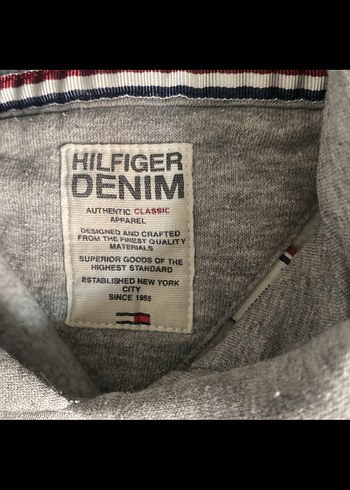 HILFIGER
DENIM
AUTHENTIC CLASSIC
APPAREL
DESIGNED AND CRAFTED
FROM THE FINEST QUALITY
MATERIALS
SUPERIOR GOODS OF THE
HIGHEST STANDARD
ESTABLISHED NEW YORK
CITY
SINCE 1985